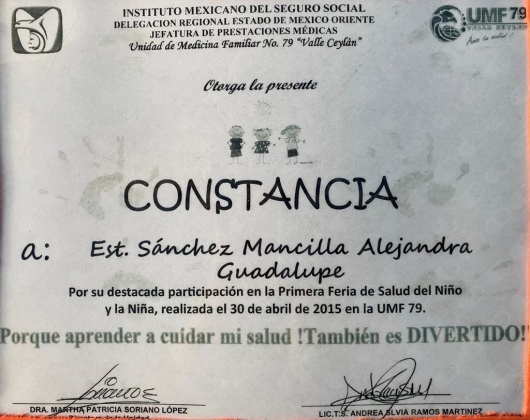 INSTITUTO MEXICANO DEL SEGURO SOCIAL
DELEGACION REGIONAL ESTADO DE MEXICO ORIENTE
JEFATURA DE PRESTACIONES MÉDICAS
Unidad de Medicina Familiar No. 79 "Valle Ceylán"
UMF 79
VALLE CEYLAN
Otorga la presente
CONSTANCIA
a: Est. Sánchez Mancilla Alejandra
Guadalupe
Por su destacada participación en la Primera Feria de Salud del Niño
y la Niña, realizada el 30 de abril de 2015 en la UMF 79.
Porque aprender a cuidar mi salud !También es DIVERTIDO!
DRA. MARTHA PATRICIA SORIANO LÓPEZ
LIC.T.S. ANDREA SLVIA RAMOS MARTINEZ